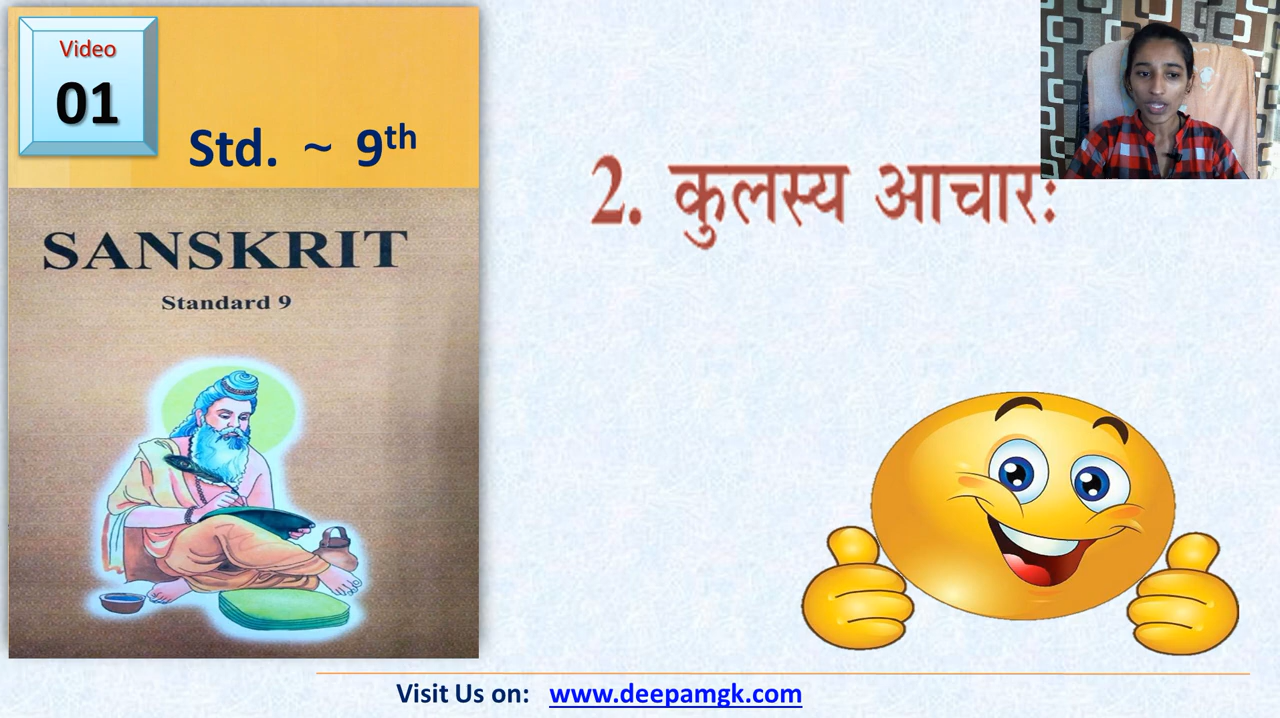 Video
01
Std. ~ 9th
SANSKRIT
Standard 9
2. कुलस्य आचारः
Visit Us on: www.deepamgk.com